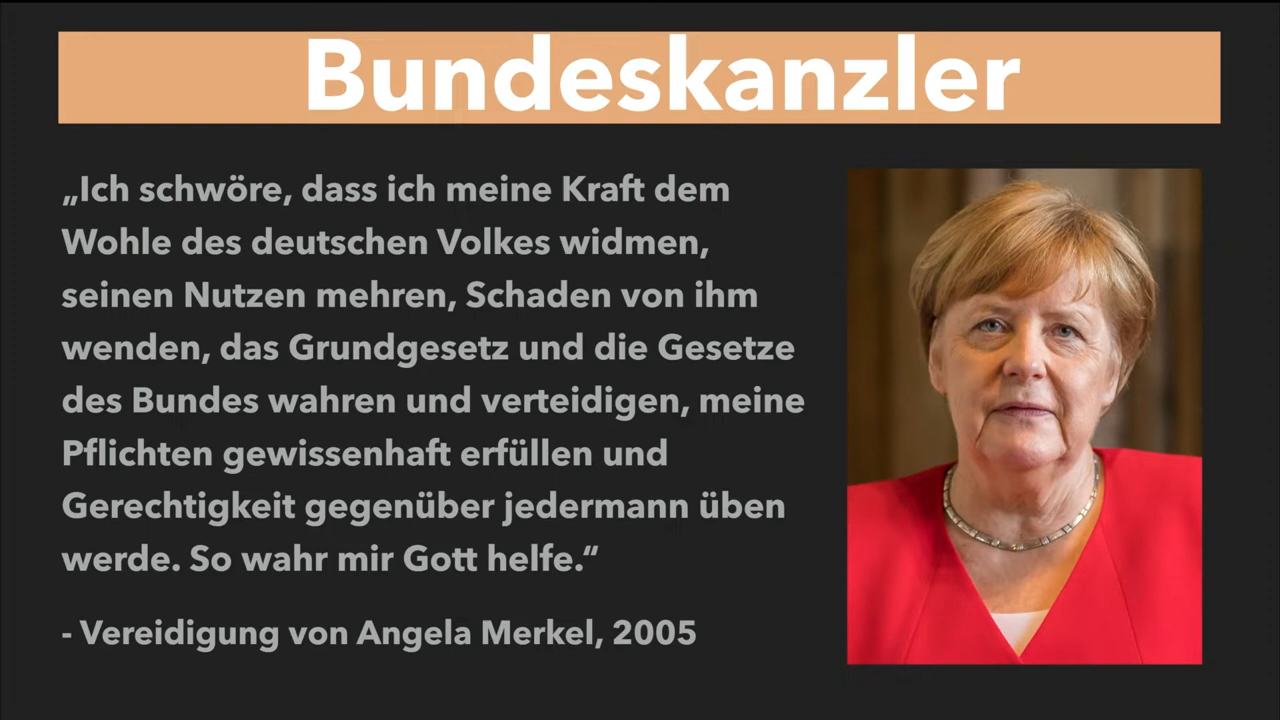 Bundeskanzler
„Ich schwöre, dass ich meine Kraft dem
Wohle des deutschen Volkes widmen,
seinen Nutzen mehren, Schaden von ihm
wenden, das Grundgesetz und die Gesetze
des Bundes wahren und verteidigen, meine
Pflichten gewissenhaft erfüllen und
Gerechtigkeit gegenüber jedermann üben
werde. So wahr mir Gott helfe.“
- Vereidigung von Angela Merkel, 2005